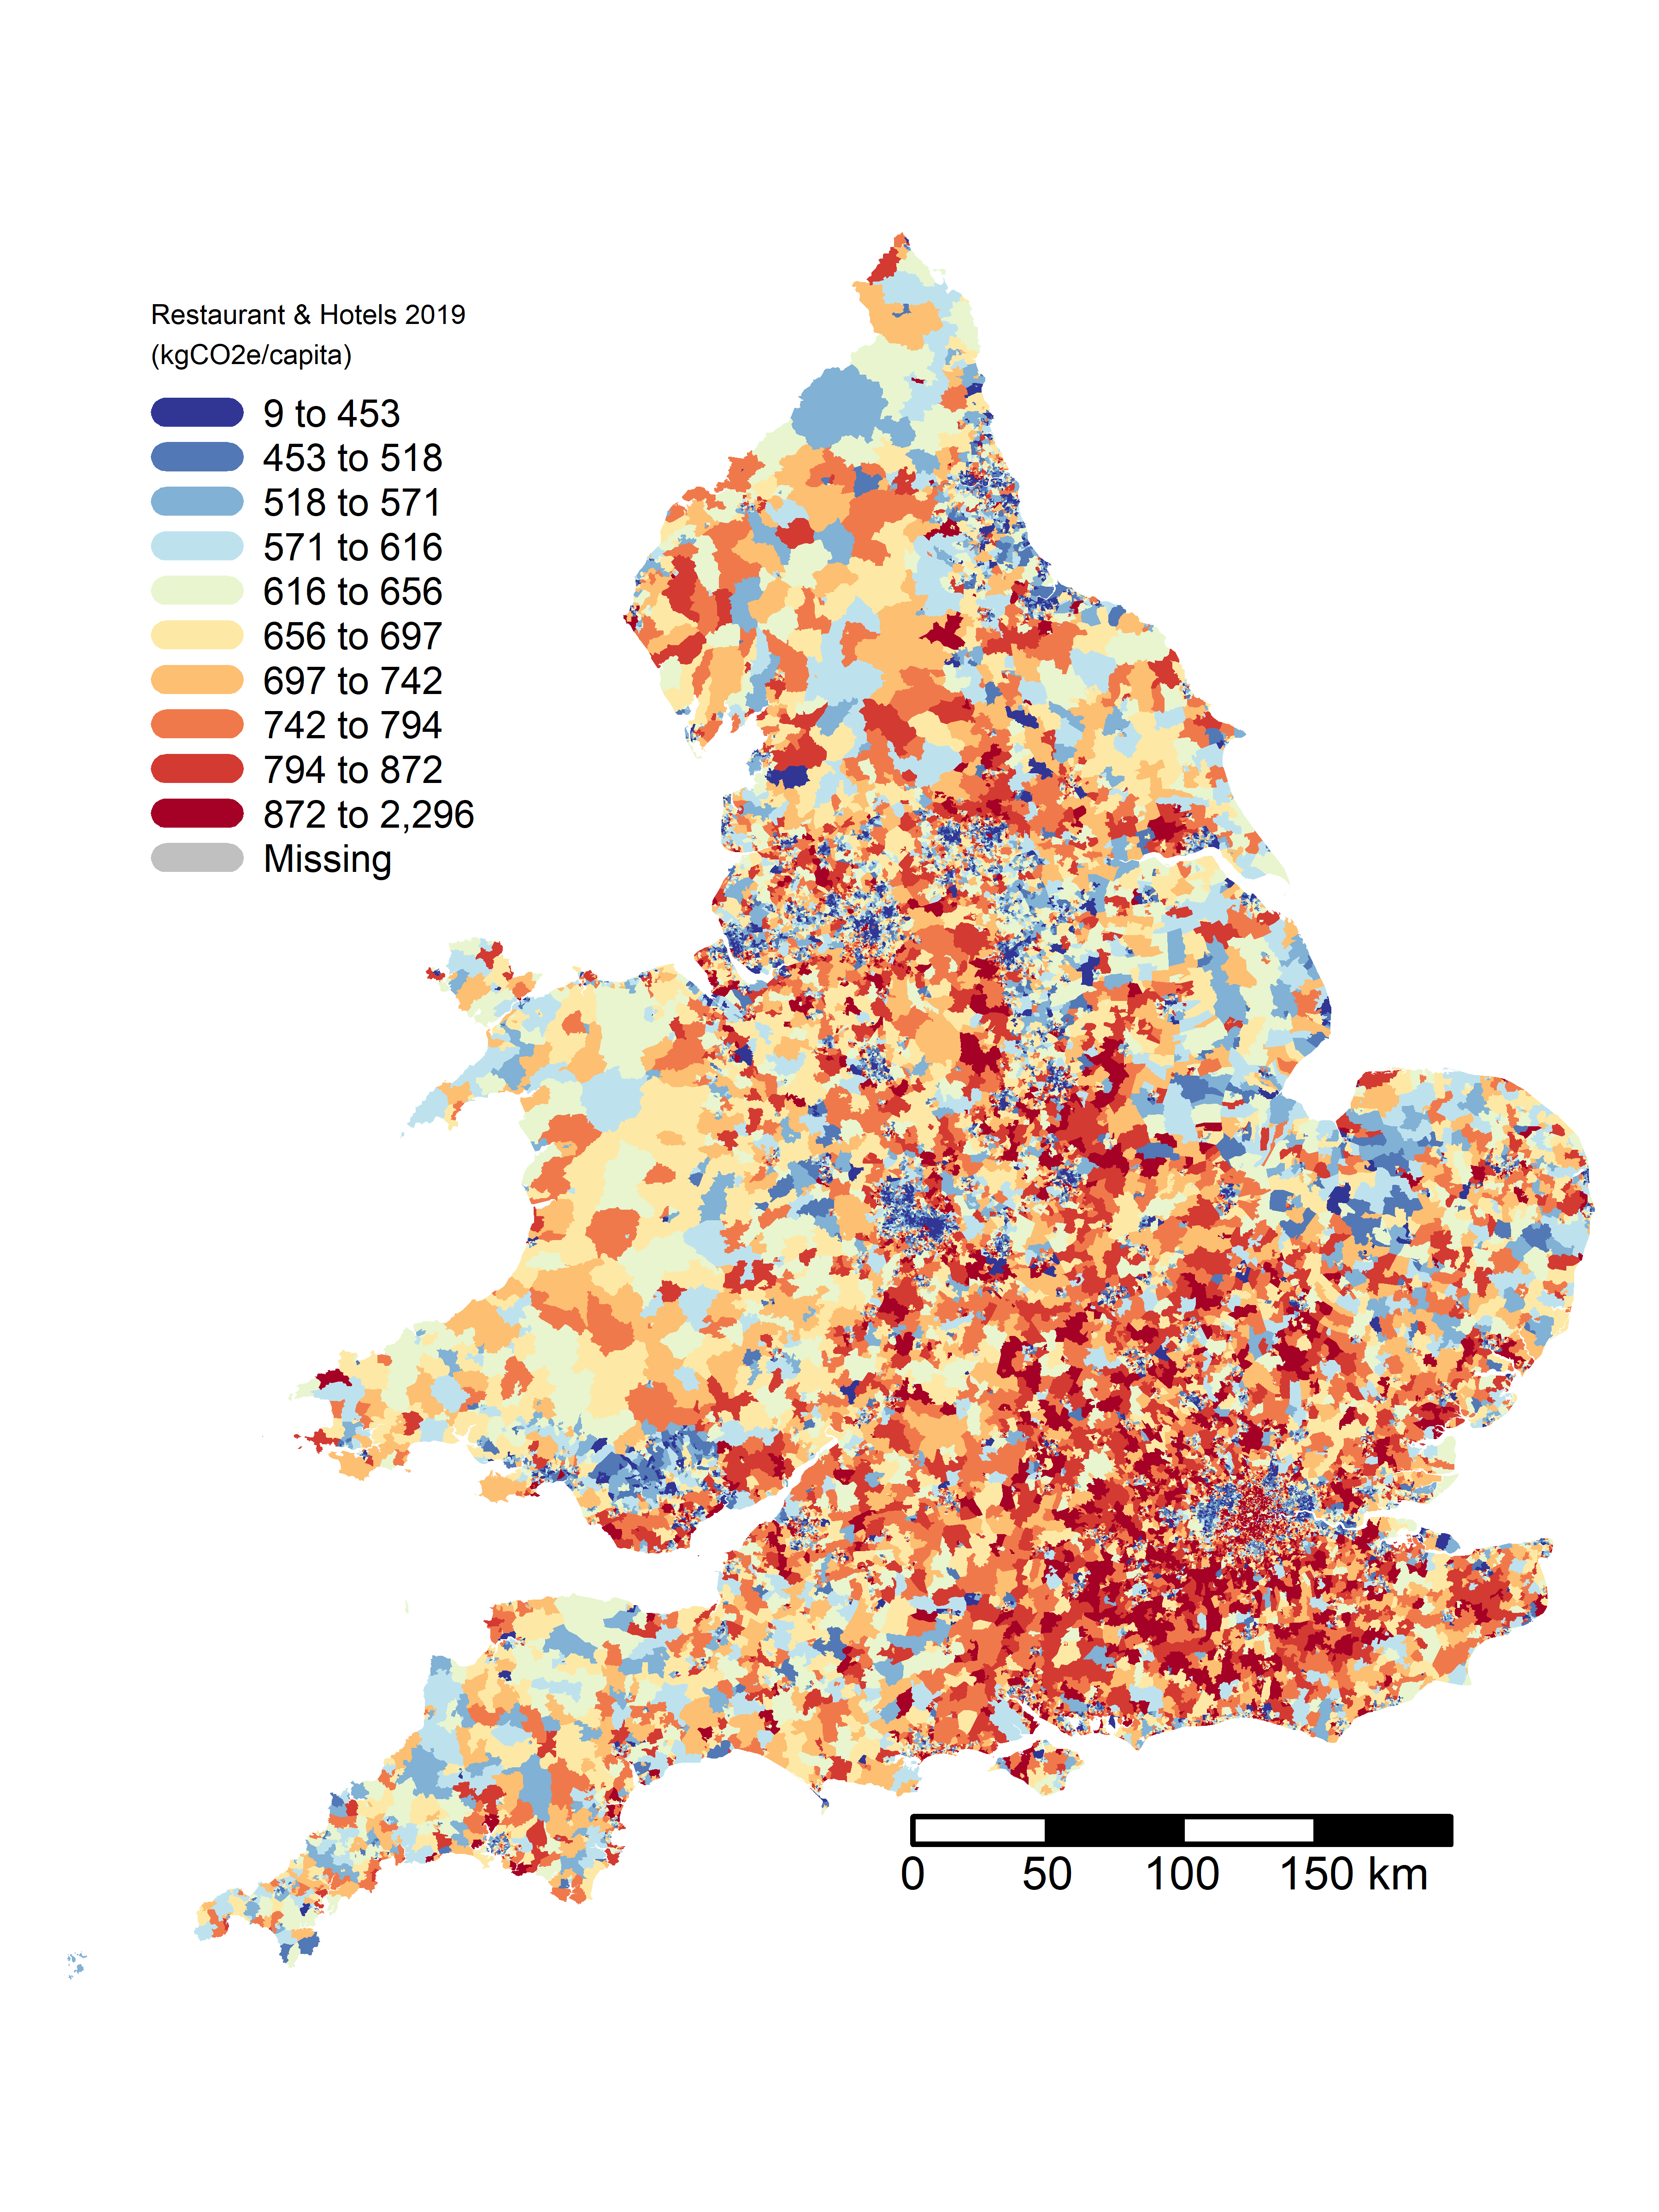 Restaurant & Hotels 2019
(kgCO2e/capita)
9 to 453
453 to 518
518 to 571
571 to 616
616 to 656
656 to 697
697 to 742
742 to 794
794 to 872
872 to 2,296
Missing
0 50 100 150 km